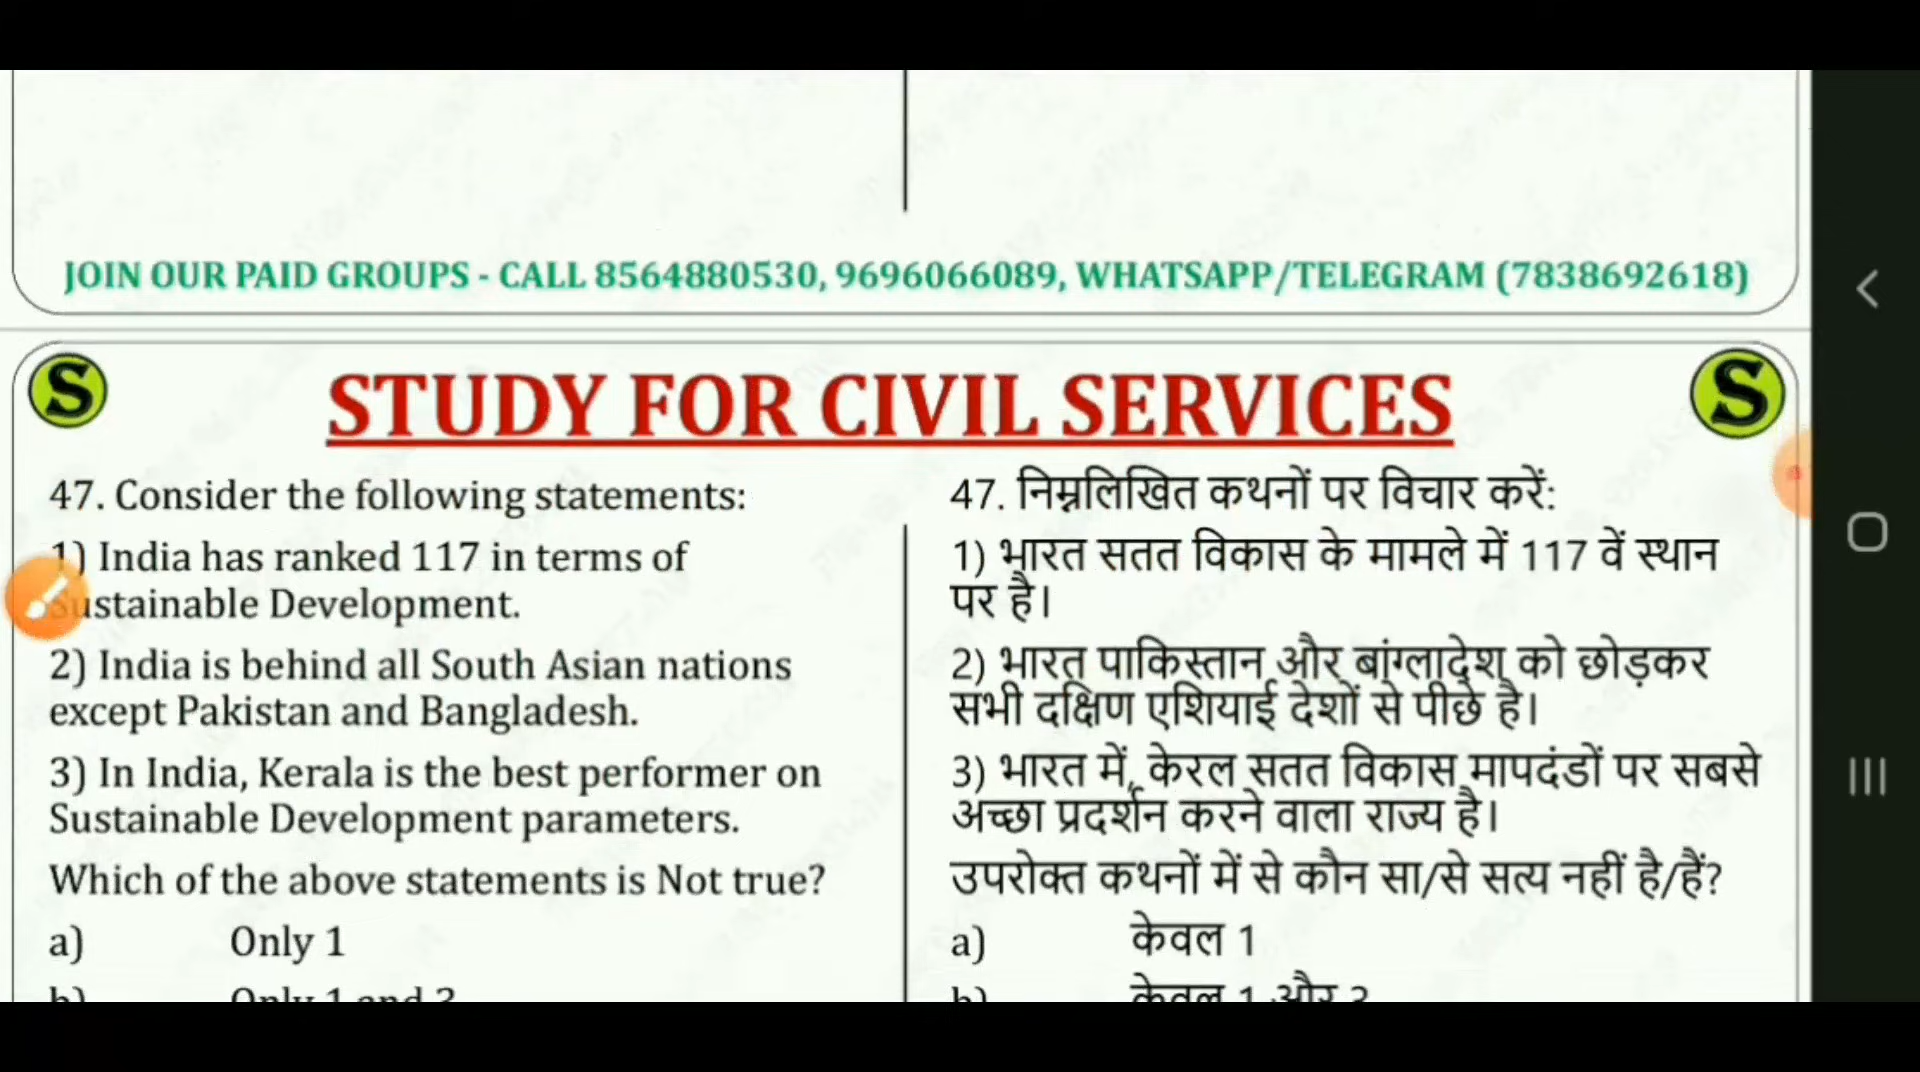 JOIN OUR PAID GROUPS - CALL 8564880530, 9696066089, WHATSAPP/TELEGRAM (7838692618)
S
STUDY FOR CIVIL SERVICES
S
47. Consider the following statements:
1) India has ranked 117 in terms of
Sustainable Development.
2) India is behind all South Asian nations
except Pakistan and Bangladesh.
3) In India, Kerala is the best performer on
Sustainable Development parameters.
Which of the above statements is Not true?
a) Only 1
47. निम्नलिखित कथनों पर विचार करें:
1) भारत सतत विकास के मामले में 117 वें स्थान
पर है।
2) भारत पाकिस्तान और बांग्लादेश को छोड़कर
सभी दक्षिण एशियाई देशों से पीछे है।
3) भारत में, केरल सतत विकास मापदंडों पर सबसे
अच्छा प्रदर्शन करने वाला राज्य है।
उपरोक्त कथनों में से कौन सा/से सत्य नहीं है/हैं?
a) केवल 1